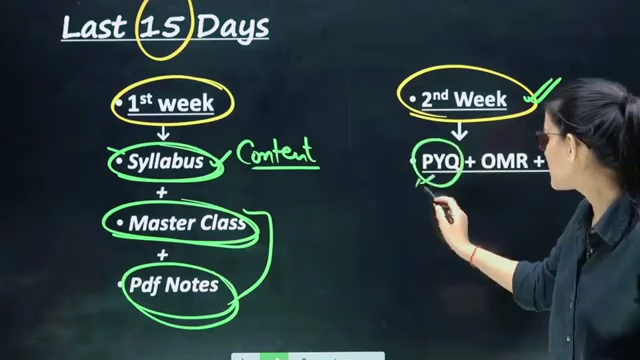 Last 15 Days
• 1st week
• Syllabus Content
+
• Master Class
+
• Pdf Notes
• 2nd Week
• PYQ + OMR +